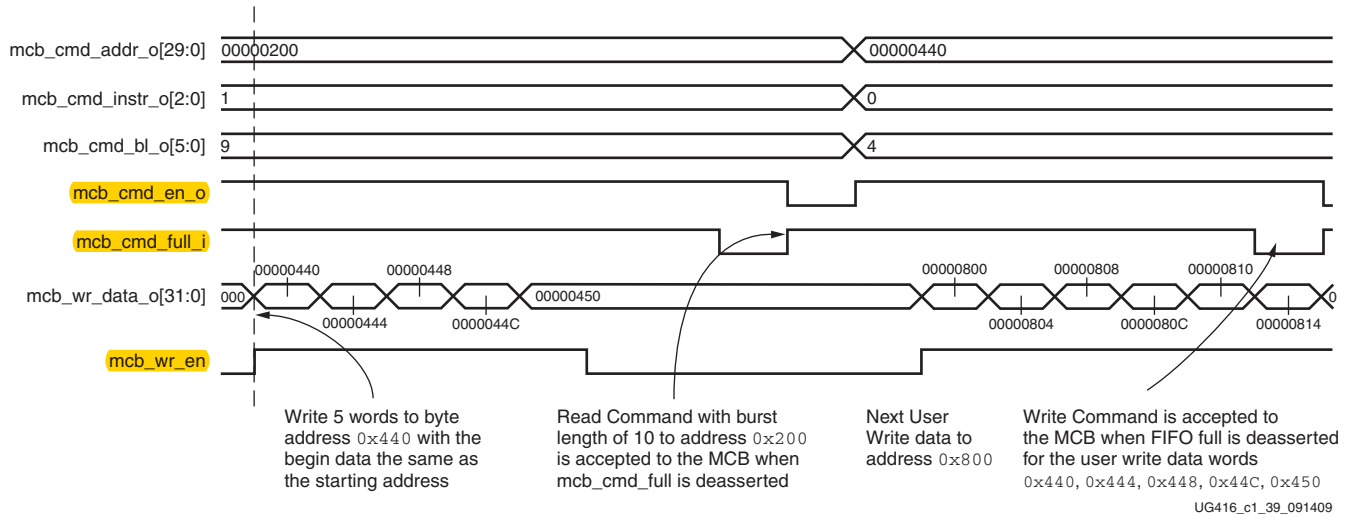 mcb_cmd_addr_o[29:0] 00000200 00000440
mcb_cmd_instr_o[2:0] 1 0
mcb_cmd_bl_o[5:0] 9 4
mcb_cmd_en_o
mcb_cmd_full_i
00000440 00000448 00000800 00000808 00000810
mcb_wr_data_o[31:0] 000 00000450 0
00000444 0000044C 00000804 0000080C 00000814
mcb_wr_en
Write 5 words to byte
address 0x440 with the
begin data the same as
the starting address
Read Command with burst
length of 10 to address 0x200
is accepted to the MCB when
mcb_cmd_full is deasserted
Next User
Write data to
address 0x800
Write Command is accepted to
the MCB when FIFO full is deasserted
for the user write data words
0x440, 0x444, 0x448, 0x44C, 0x450
UG416_c1_39_091409